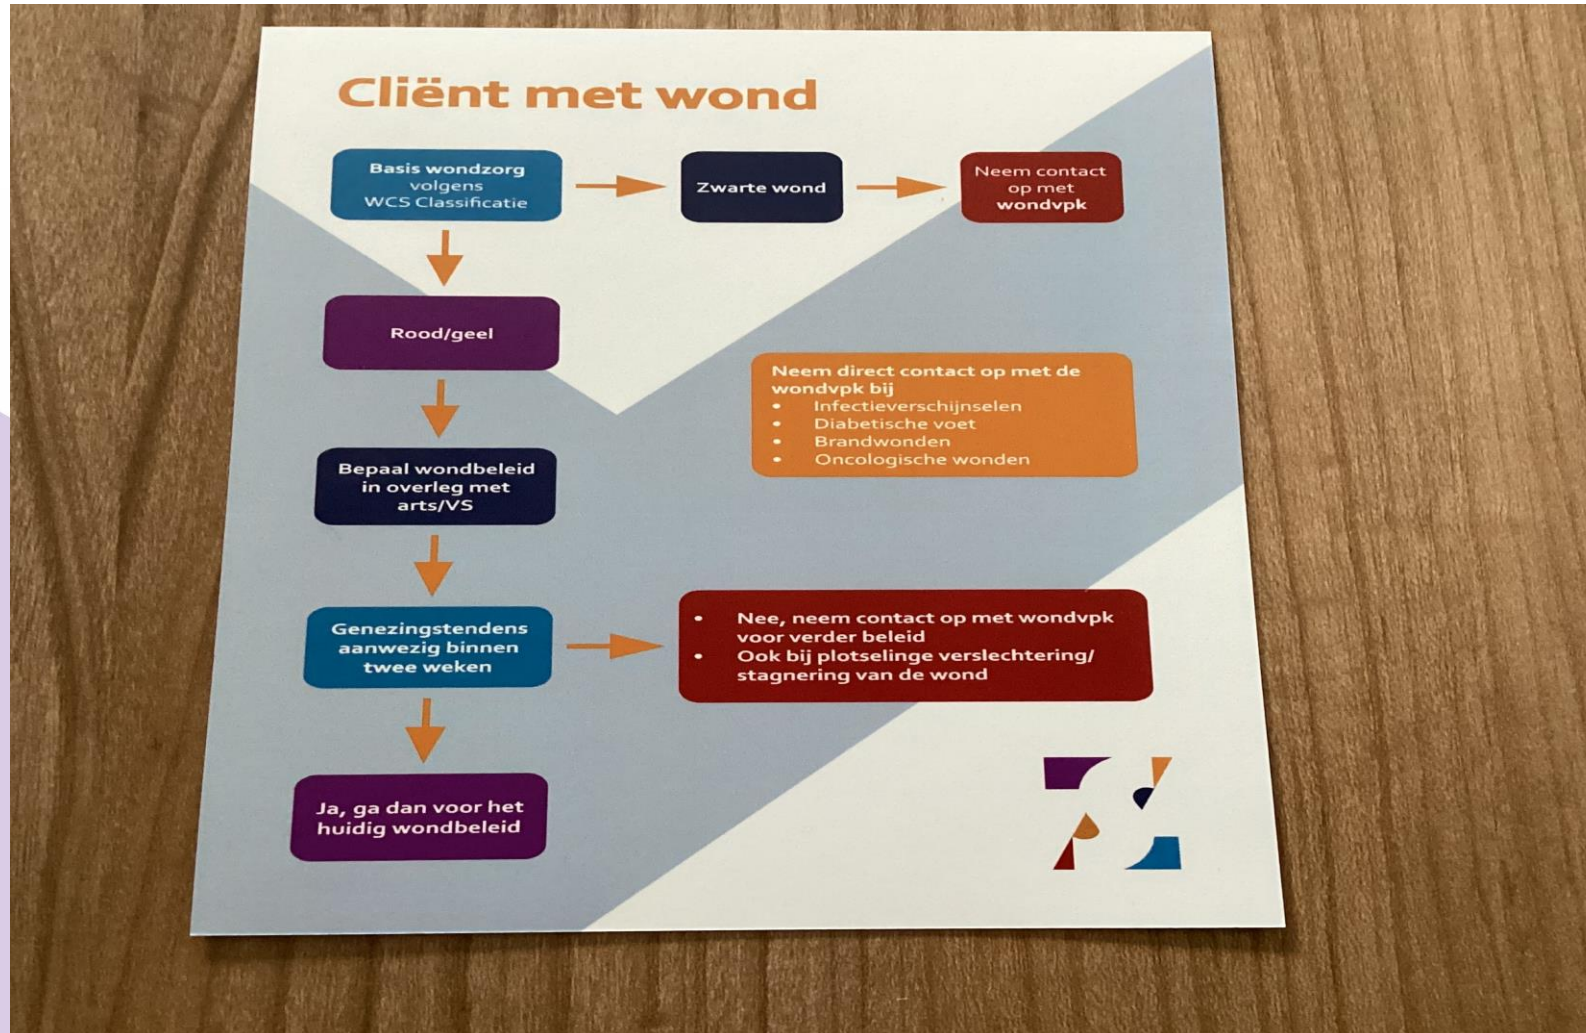 Cliënt met wond
Basis wondzorg
volgens
WCS Classificatie
Zwarte wond
Neem contact
op met
wondvpk
Rood/geel
Neem direct contact op met de
wondvpk bij
• Infectieverschijnselen
• Diabetische voet
• Brandwonden
• Oncologische wonden
Bepaal wondbeleid
in overleg met
arts/VS
Genezingstendens
aanwezig binnen
twee weken
• Nee, neem contact op met wondvpk
voor verder beleid
• Ook bij plotselinge verslechtering/
stagnering van de wond
Ja, ga dan voor het
huidig wondbeleid